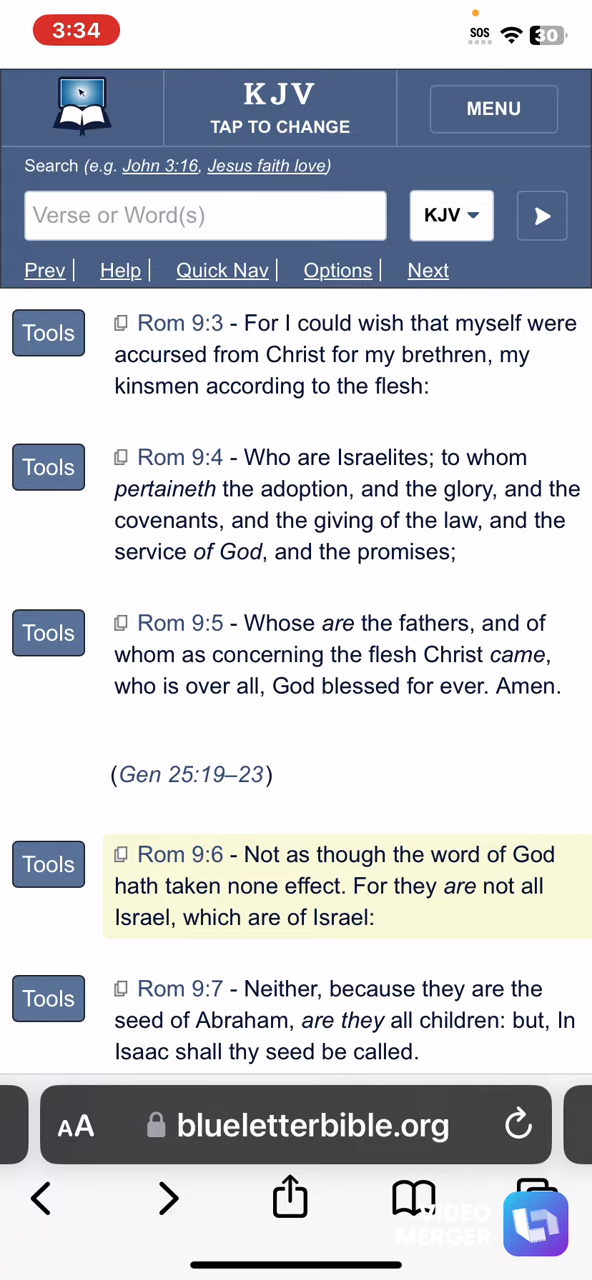 3:34
SOS
30
KJV
TAP TO CHANGE
MENU
Search (e.g. John 3:16, Jesus faith love)
Verse or Word(s)
KJV
Prev | Help | Quick Nav | Options | Next
Tools
Rom 9:3 - For I could wish that myself were
accursed from Christ for my brethren, my
kinsmen according to the flesh:
Tools
Rom 9:4 - Who are Israelites; to whom
pertaineth the adoption, and the glory, and the
covenants, and the giving of the law, and the
service of God, and the promises;
Tools
Rom 9:5 - Whose are the fathers, and of
whom as concerning the flesh Christ came,
who is over all, God blessed for ever. Amen.
(Gen 25:19–23)
Tools
Rom 9:6 - Not as though the word of God
hath taken none effect. For they are not all
Israel, which are of Israel:
Tools
Rom 9:7 - Neither, because they are the
seed of Abraham, are they all children: but, In
Isaac shall thy seed be called.
AA
blueletterbible.org
VIDEO
MERGER